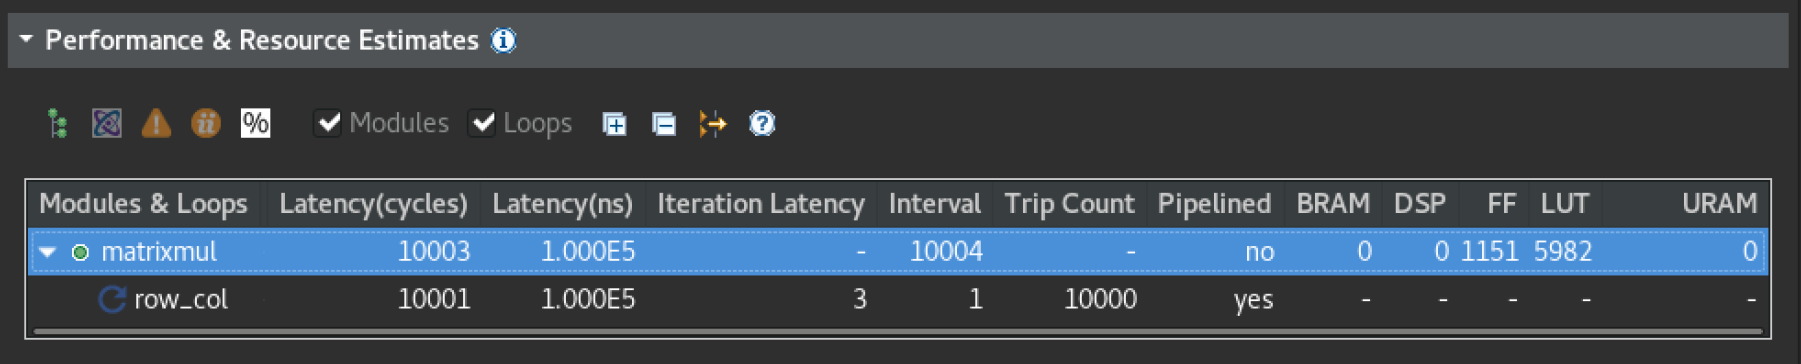 Performance & Resource Estimates i
% Modules Loops ?
Modules & Loops Latency(cycles) Latency(ns) Iteration Latency Interval Trip Count Pipelined BRAM DSP FF LUT URAM
matrixmul 10003 1.000E5 - 10004 - no 0 0 1151 5982 0
row_col 10001 1.000E5 3 1 10000 yes - - - - -